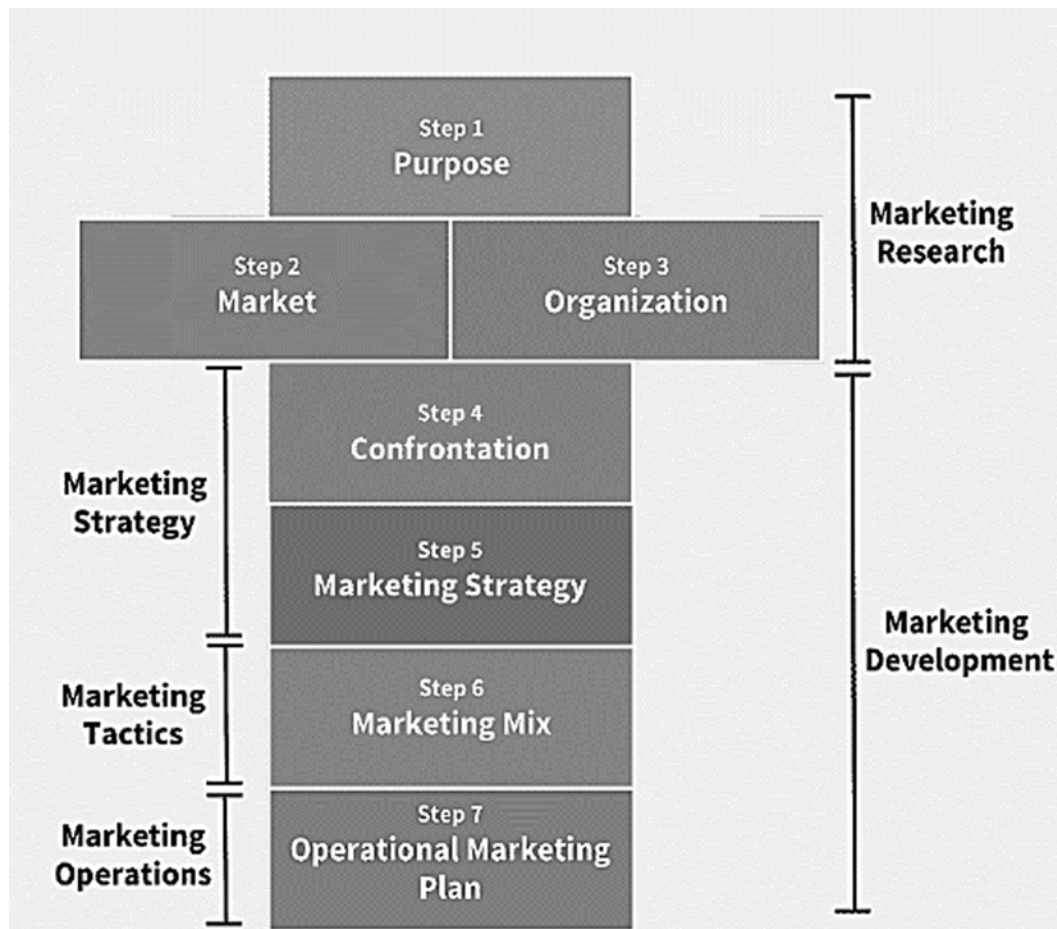 Step 1
Purpose
Marketing
Research
Step 2
Market
Step 3
Organization
Step 4
Confrontation
Marketing
Strategy
Step 5
Marketing Strategy
Marketing
Development
Step 6
Marketing Mix
Marketing
Tactics
Step 7
Operational Marketing
Plan
Marketing
Operations